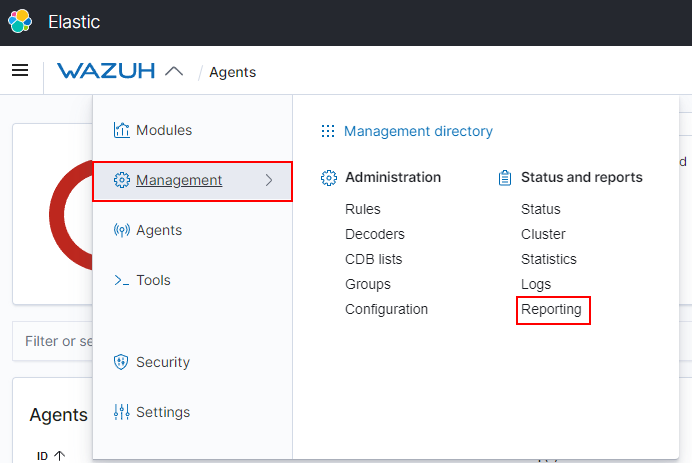 Elastic
WAZUH / Agents
Modules
Management
Agents
Tools
Security
Settings
Management directory
Administration
Rules
Decoders
CDB lists
Groups
Configuration
Status and reports
Status
Cluster
Statistics
Logs
Reporting
d
Filter or se
Agents
ID